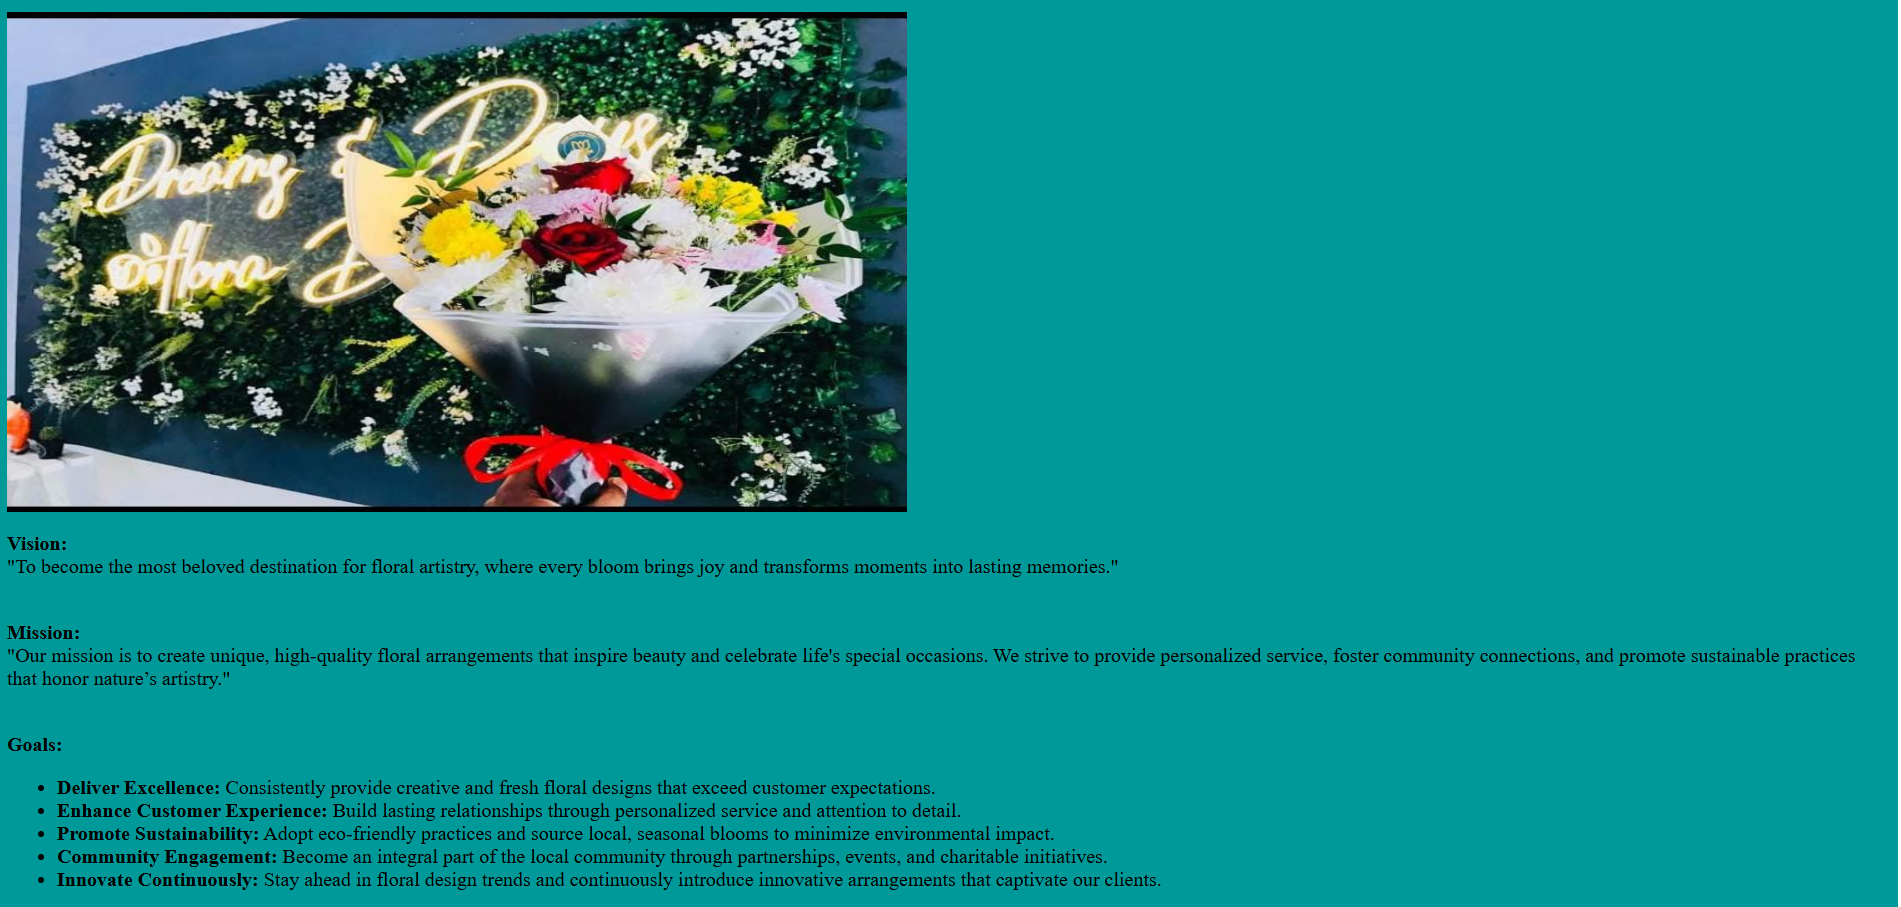 Dreams & D
iflora D
Vision:
"To become the most beloved destination for floral artistry, where every bloom brings joy and transforms moments into lasting memories."
Mission:
"Our mission is to create unique, high-quality floral arrangements that inspire beauty and celebrate life's special occasions. We strive to provide personalized service, foster community connections, and promote sustainable practices
that honor nature’s artistry."
Goals:
• Deliver Excellence: Consistently provide creative and fresh floral designs that exceed customer expectations.
• Enhance Customer Experience: Build lasting relationships through personalized service and attention to detail.
• Promote Sustainability: Adopt eco-friendly practices and source local, seasonal blooms to minimize environmental impact.
• Community Engagement: Become an integral part of the local community through partnerships, events, and charitable initiatives.
• Innovate Continuously: Stay ahead in floral design trends and continuously introduce innovative arrangements that captivate our clients.